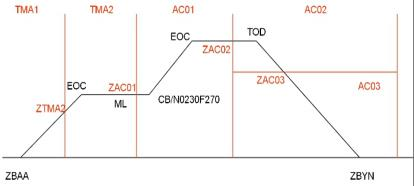 TMA1 TMA2 AC01 AC02
EOC TOD
ZAC02
EOC ZAC01 ZAC03 AC03
ZTMA2 ML CB/N0230F270
ZBAA ZBYN